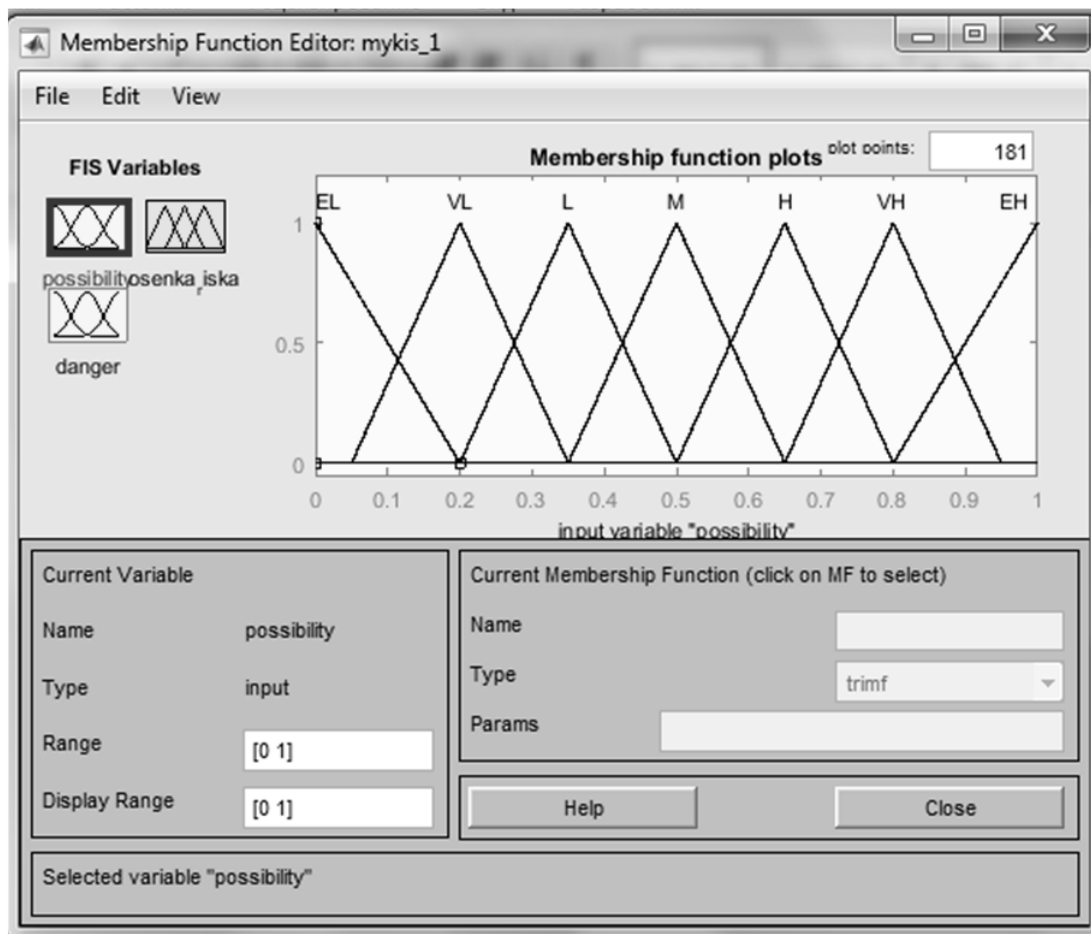 Membership Function Editor: mykis_1
File Edit View
FIS Variables
possibility
osenka_riska
danger
Membership function plots
plot points:
181
EL VL L M H VH EH
1
0.5
0
0 0.1 0.2 0.3 0.4 0.5 0.6 0.7 0.8 0.9 1
input variable "possibility"
Current Variable
Name possibility
Type input
Range [0 1]
Display Range [0 1]
Current Membership Function (click on MF to select)
Name
Type trimf
Params
Help Close
Selected variable "possibility"